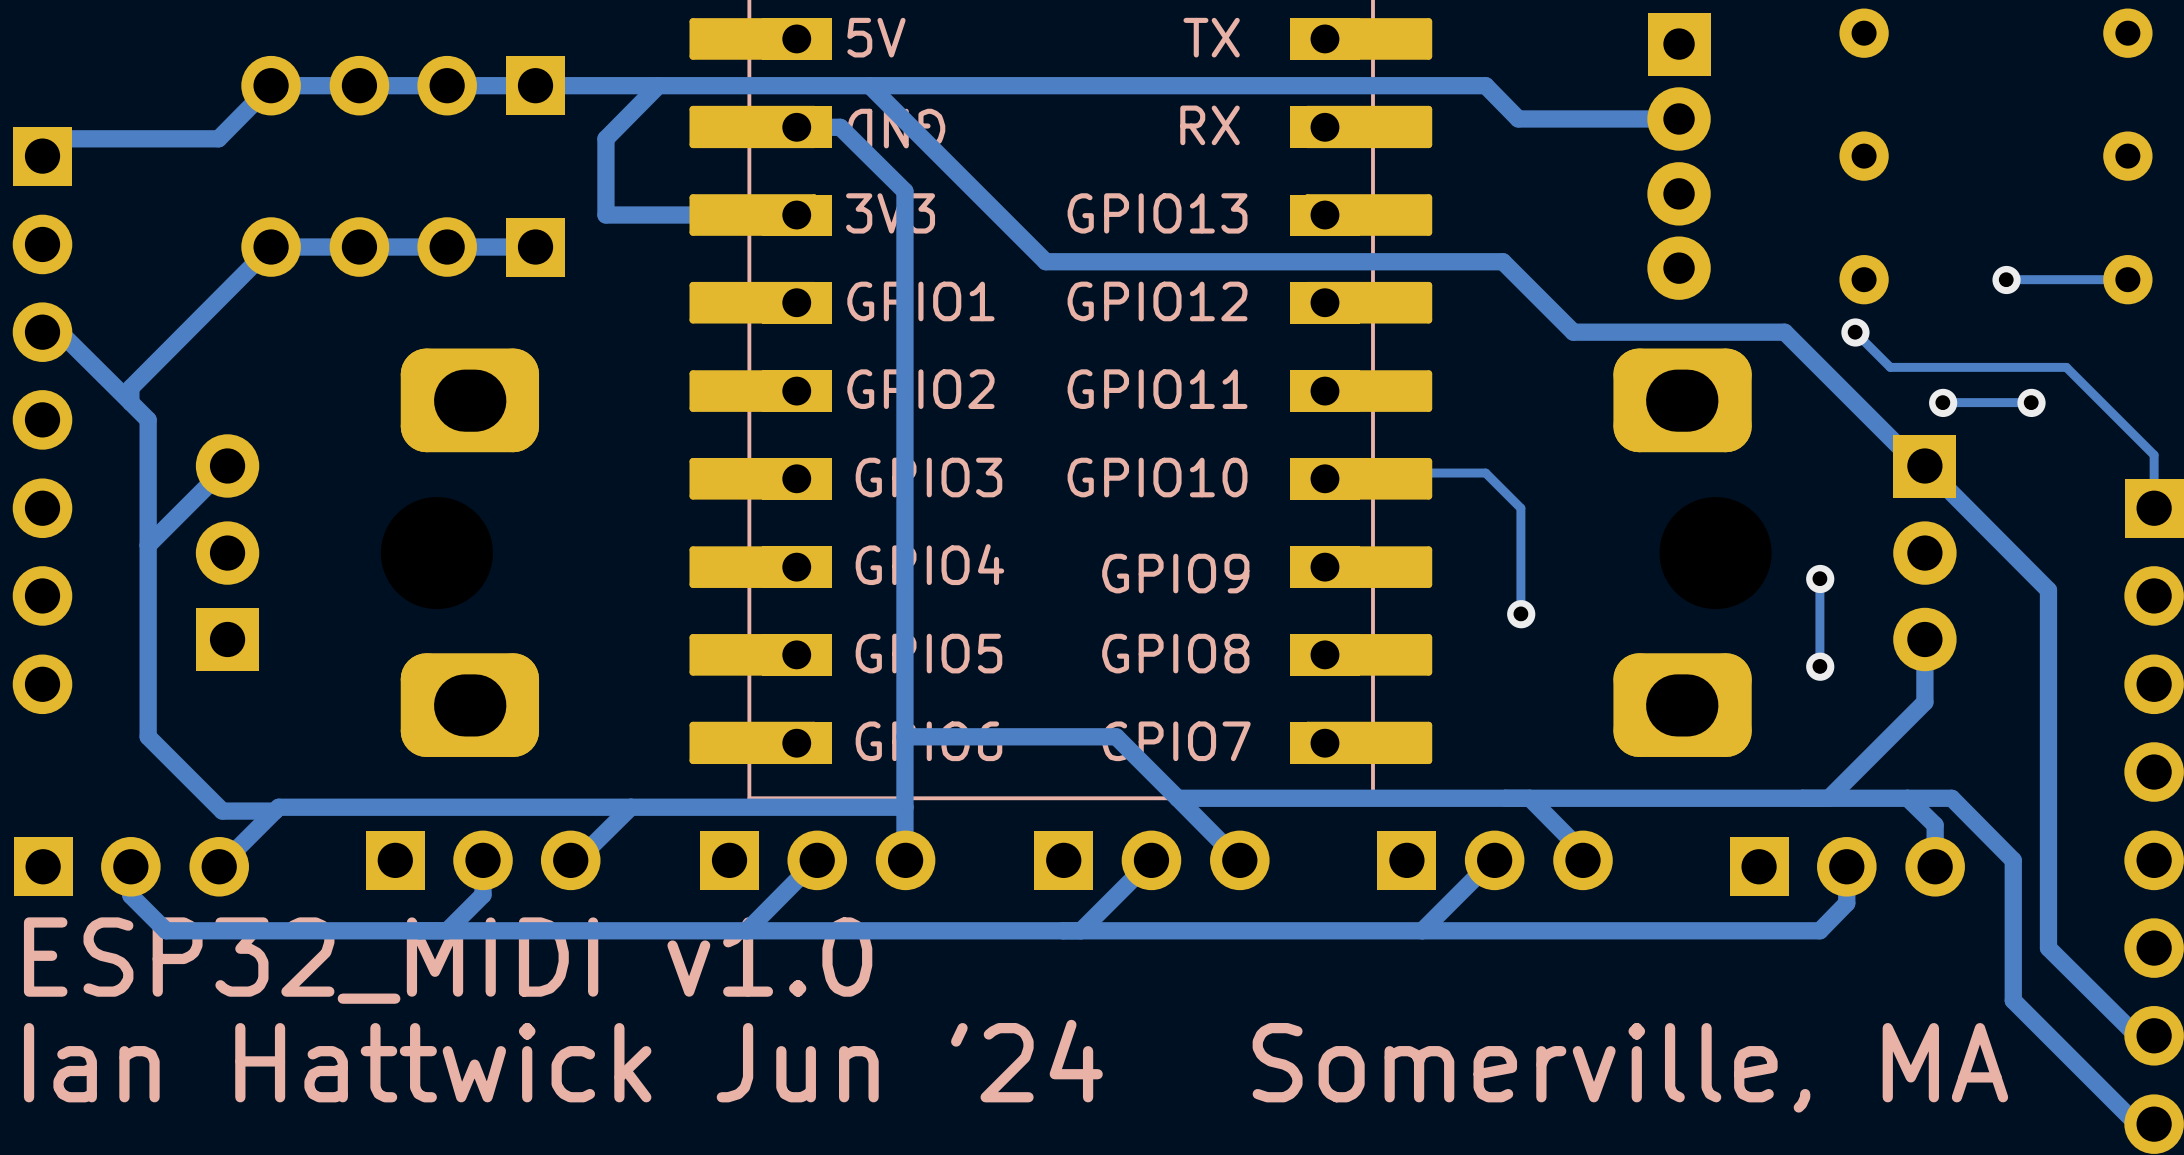 5V TX
GND RX
3V3 GPIO13
GPIO1 GPIO12
GPIO2 GPIO11
GPIO3 GPIO10
GPIO4 GPIO9
GPIO5 GPIO8
GPIO6 GPIO7
ESP32_MIDI v1.0
Ian Hattwick Jun '24 Somerville, MA